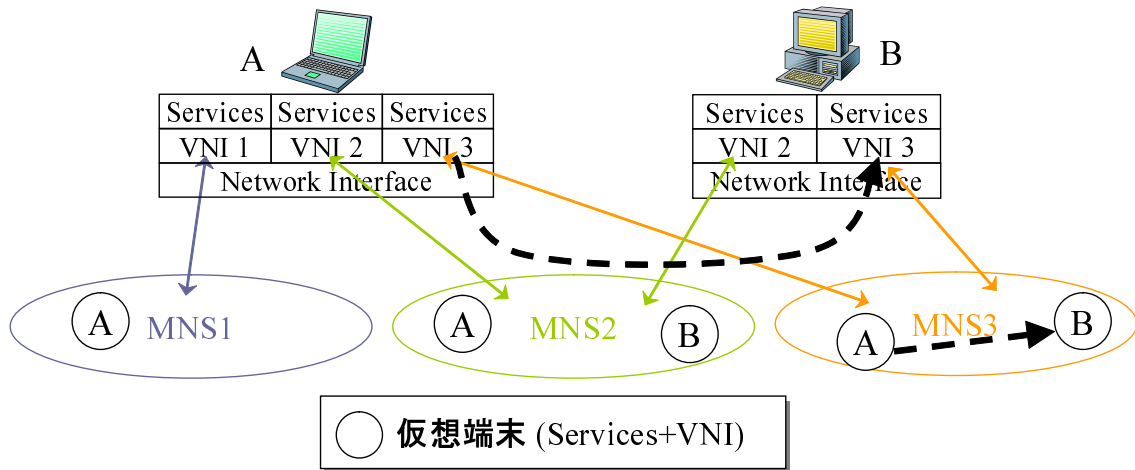 A
B
Services Services Services
VNI 1 VNI 2 VNI 3
Network Interface
Services Services
VNI 2 VNI 3
Network Interface
A MNS1
A MNS2 B
A MNS3 B
仮想端末 (Services+VNI)